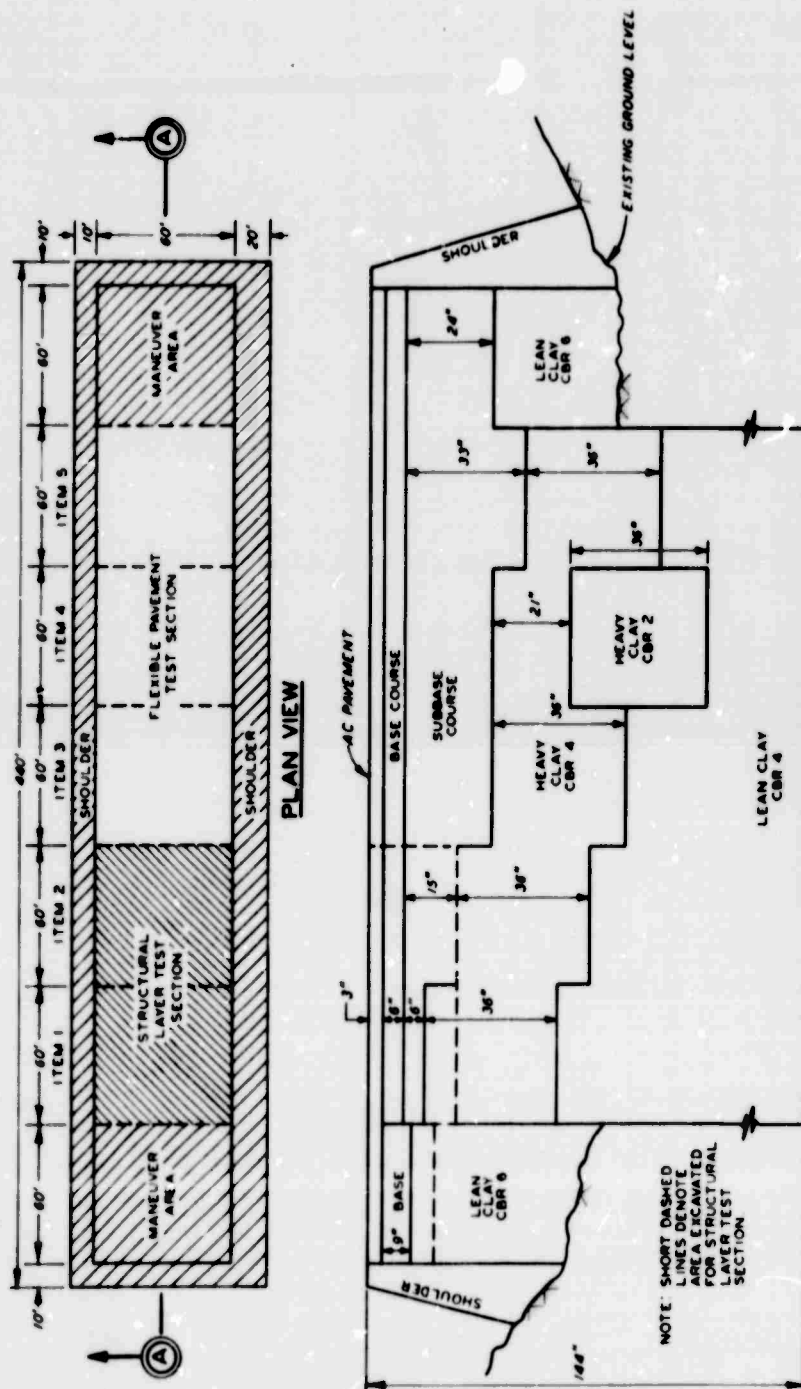 440'
10'
60'
60'
60'
60'
60'
60'
60'
10'
ITEM 1
ITEM 2
ITEM 3
ITEM 4
ITEM 5
SHOULDER
MANEUVER
AREA
STRUCTURAL
LAYER TEST
SECTION
FLEXIBLE PAVEMENT
TEST SECTION
MANEUVER
AREA
SHOULDER
10'
60'
20'
A
A
PLAN VIEW
AC PAVEMENT
3"
BASE COURSE
6"
6"
BASE
9"
SUBBASE
COURSE
15"
33"
24"
LEAN
CLAY
CBR 6
36"
36"
HEAVY
CLAY
CBR 4
36"
21"
HEAVY
CLAY
CBR 2
36"
36"
LEAN
CLAY
CBR 6
SHOULDER
SHOULDER
EXISTING GROUND LEVEL
LEAN CLAY
CBR 4
144"
NOTE: SHORT DASHED
LINES DENOTE
AREA EXCAVATED
FOR STRUCTURAL
LAYER TEST
SECTION.